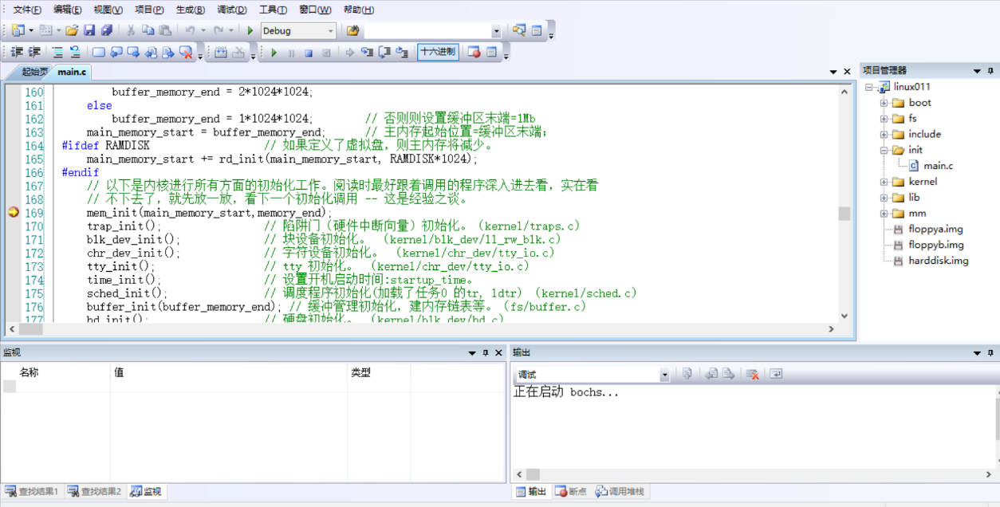 文件(F) 编辑(E) 视图(V) 项目(P) 生成(B) 调试(D) 工具(T) 窗口(W) 帮助(H)
Debug
十六进制
起始页 main.c
160 buffer_memory_end = 2*1024*1024;
161 else
162 buffer_memory_end = 1*1024*1024; // 否则则设置缓冲区末端=1Mb
163 main_memory_start = buffer_memory_end; // 主内存起始位置=缓冲区末端;
164 #ifdef RAMDISK // 如果定义了虚拟盘，则主内存将减少。
165 main_memory_start += rd_init(main_memory_start, RAMDISK*1024);
166 #endif
167 // 以下是内核进行所有方面的初始化工作。阅读时最好跟着调用的程序深入进去看，实在看
168 // 不下去了，就先放一放，看下一个初始化调用 -- 这是经验之谈。
169 mem_init(main_memory_start,memory_end);
170 trap_init(); // 陷阱门（硬件中断向量）初始化。（kernel/traps.c）
171 blk_dev_init(); // 块设备初始化。 （kernel/blk_dev/ll_rw_blk.c）
172 chr_dev_init(); // 字符设备初始化。 （kernel/chr_dev/tty_io.c）
173 tty_init(); // tty 初始化。 （kernel/chr_dev/tty_io.c）
174 time_init(); // 设置开机启动时间:startup_time。
175 sched_init(); // 调度程序初始化(加载了任务0 的tr, ldtr) （kernel/sched.c）
176 buffer_init(buffer_memory_end); // 缓冲管理初始化，建内存链表等。（fs/buffer.c）
177 hd_init(); // 硬盘初始化。 （kernel/blk_dev/hd.c）
项目管理器
linux011
boot
fs
include
init
main.c
kernel
lib
mm
floppya.img
floppyb.img
harddisk.img
监视
名称 值 类型
查找结果1 查找结果2 监视
输出
调试
正在启动 bochs...
输出 断点 调用堆栈